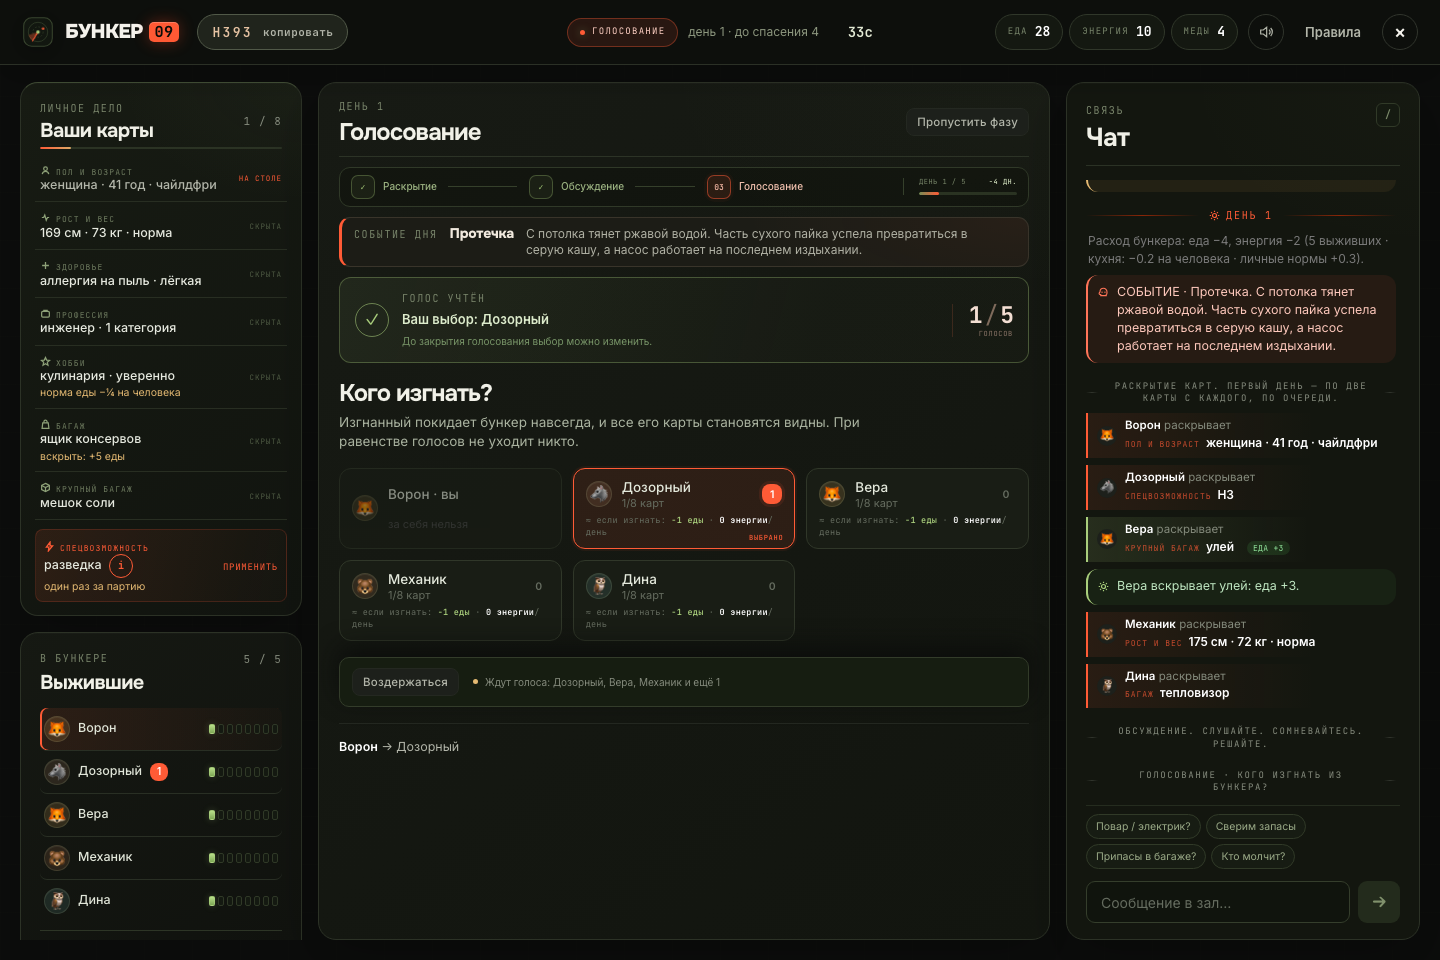 БУНКЕР 09
H393 копировать
ГОЛОСОВАНИЕ
день 1 · до спасения 4
33с
ЕДА 28
ЭНЕРГИЯ 10
МЕДЫ 4
Правила
×
ЛИЧНОЕ ДЕЛО
Ваши карты
1 / 8
ПОЛ И ВОЗРАСТ
женщина · 41 год · чайлдфри
НА СТОЛЕ
РОСТ И ВЕС
169 см · 73 кг · норма
СКРЫТА
ЗДОРОВЬЕ
аллергия на пыль · лёгкая
СКРЫТА
ПРОФЕССИЯ
инженер · 1 категория
СКРЫТА
ХОББИ
кулинария · уверенно
СКРЫТА
норма еды −¼ на человека
БАГАЖ
ящик консервов
СКРЫТА
вскрыть: +5 еды
КРУПНЫЙ БАГАЖ
мешок соли
СКРЫТА
СПЕЦВОЗМОЖНОСТЬ
разведка i
ПРИМЕНИТЬ
один раз за партию
В БУНКЕРЕ
Выжившие
5 / 5
Ворон
Дозорный 1
Вера
Механик
Дина
ДЕНЬ 1
Голосование
Пропустить фазу
✓ Раскрытие
✓ Обсуждение
03 Голосование
ДЕНЬ 1 / 5
~4 ДН.
СОБЫТИЕ ДНЯ
Протечка
С потолка тянет ржавой водой. Часть сухого пайка успела превратиться в
серую кашу, а насос работает на последнем издыхании.
ГОЛОС УЧТЁН
Ваш выбор: Дозорный
До закрытия голосования выбор можно изменить.
1/5
ГОЛОСОВ
Кого изгнать?
Изгнанный покидает бункер навсегда, и все его карты становятся видны. При
равенстве голосов не уходит никто.
Ворон · вы
за себя нельзя
Дозорный
1/8 карт
1
≈ если изгнать: −1 еды · 0 энергии/
день
ВЫБРАНО
Вера
1/8 карт
0
≈ если изгнать: −1 еды · 0 энергии/
день
Механик
1/8 карт
0
≈ если изгнать: −1 еды · 0 энергии/
день
Дина
1/8 карт
0
≈ если изгнать: −1 еды · 0 энергии/
день
Воздержаться
Ждут голоса: Дозорный, Вера, Механик и ещё 1
Ворон → Дозорный
СВЯЗЬ
Чат
/
ДЕНЬ 1
Расход бункера: еда −4, энергия −2 (5 выживших ·
кухня: −0.2 на человека · личные нормы +0.3).
СОБЫТИЕ · Протечка. С потолка тянет
ржавой водой. Часть сухого пайка успела
превратиться в серую кашу, а насос
работает на последнем издыхании.
РАСКРЫТИЕ КАРТ. ПЕРВЫЙ ДЕНЬ — ПО ДВЕ
КАРТЫ С КАЖДОГО, ПО ОЧЕРЕДИ.
Ворон раскрывает
ПОЛ И ВОЗРАСТ женщина · 41 год · чайлдфри
Дозорный раскрывает
СПЕЦВОЗМОЖНОСТЬ НЗ
Вера раскрывает
КРУПНЫЙ БАГАЖ улей ЕДА +3
Вера вскрывает улей: еда +3.
Механик раскрывает
РОСТ И ВЕС 175 см · 72 кг · норма
Дина раскрывает
БАГАЖ тепловизор
ОБСУЖДЕНИЕ. СЛУШАЙТЕ. СОМНЕВАЙТЕСЬ.
РЕШАЙТЕ.
ГОЛОСОВАНИЕ · КОГО ИЗГНАТЬ ИЗ
БУНКЕРА?
Повар / электрик?
Сверим запасы
Припасы в багаже?
Кто молчит?
Сообщение в зал...